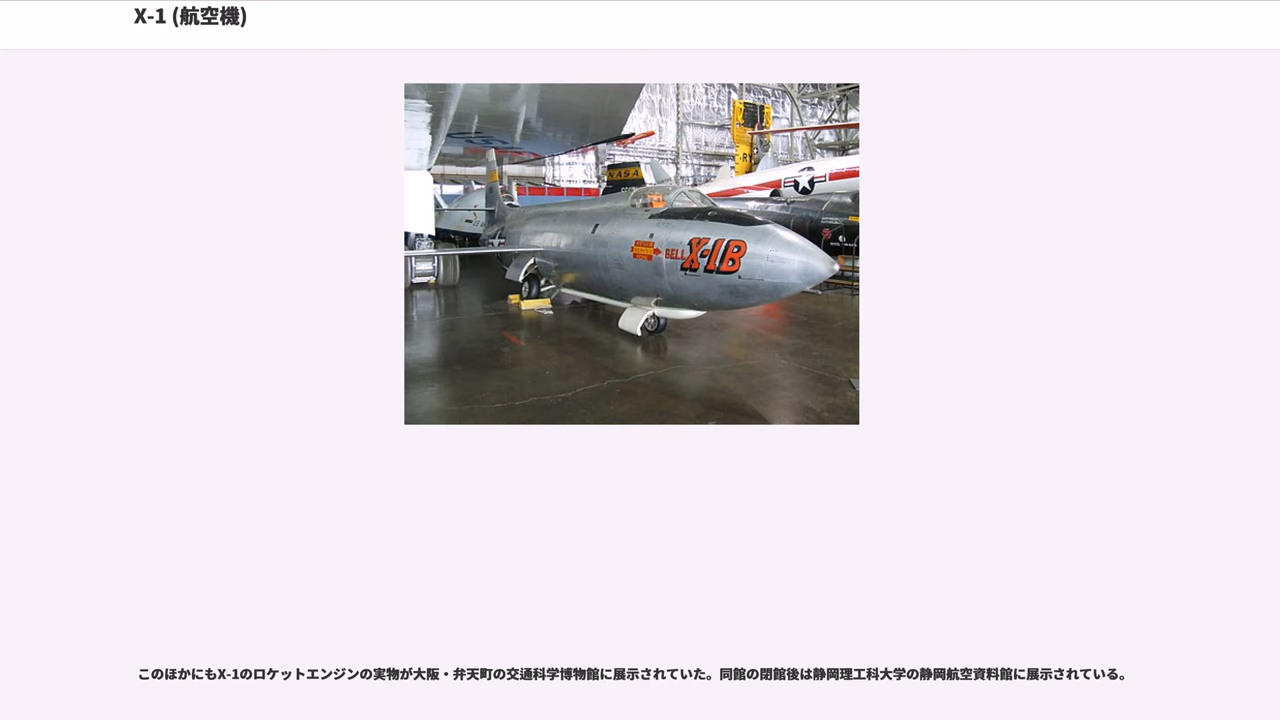 X-1 (航空機)
NASA
BELL X-1B
このほかにもX-1のロケットエンジンの実物が大阪・弁天町の交通科学博物館に展示されていた。同館の閉館後は静岡理工科大学の静岡航空資料館に展示されている。